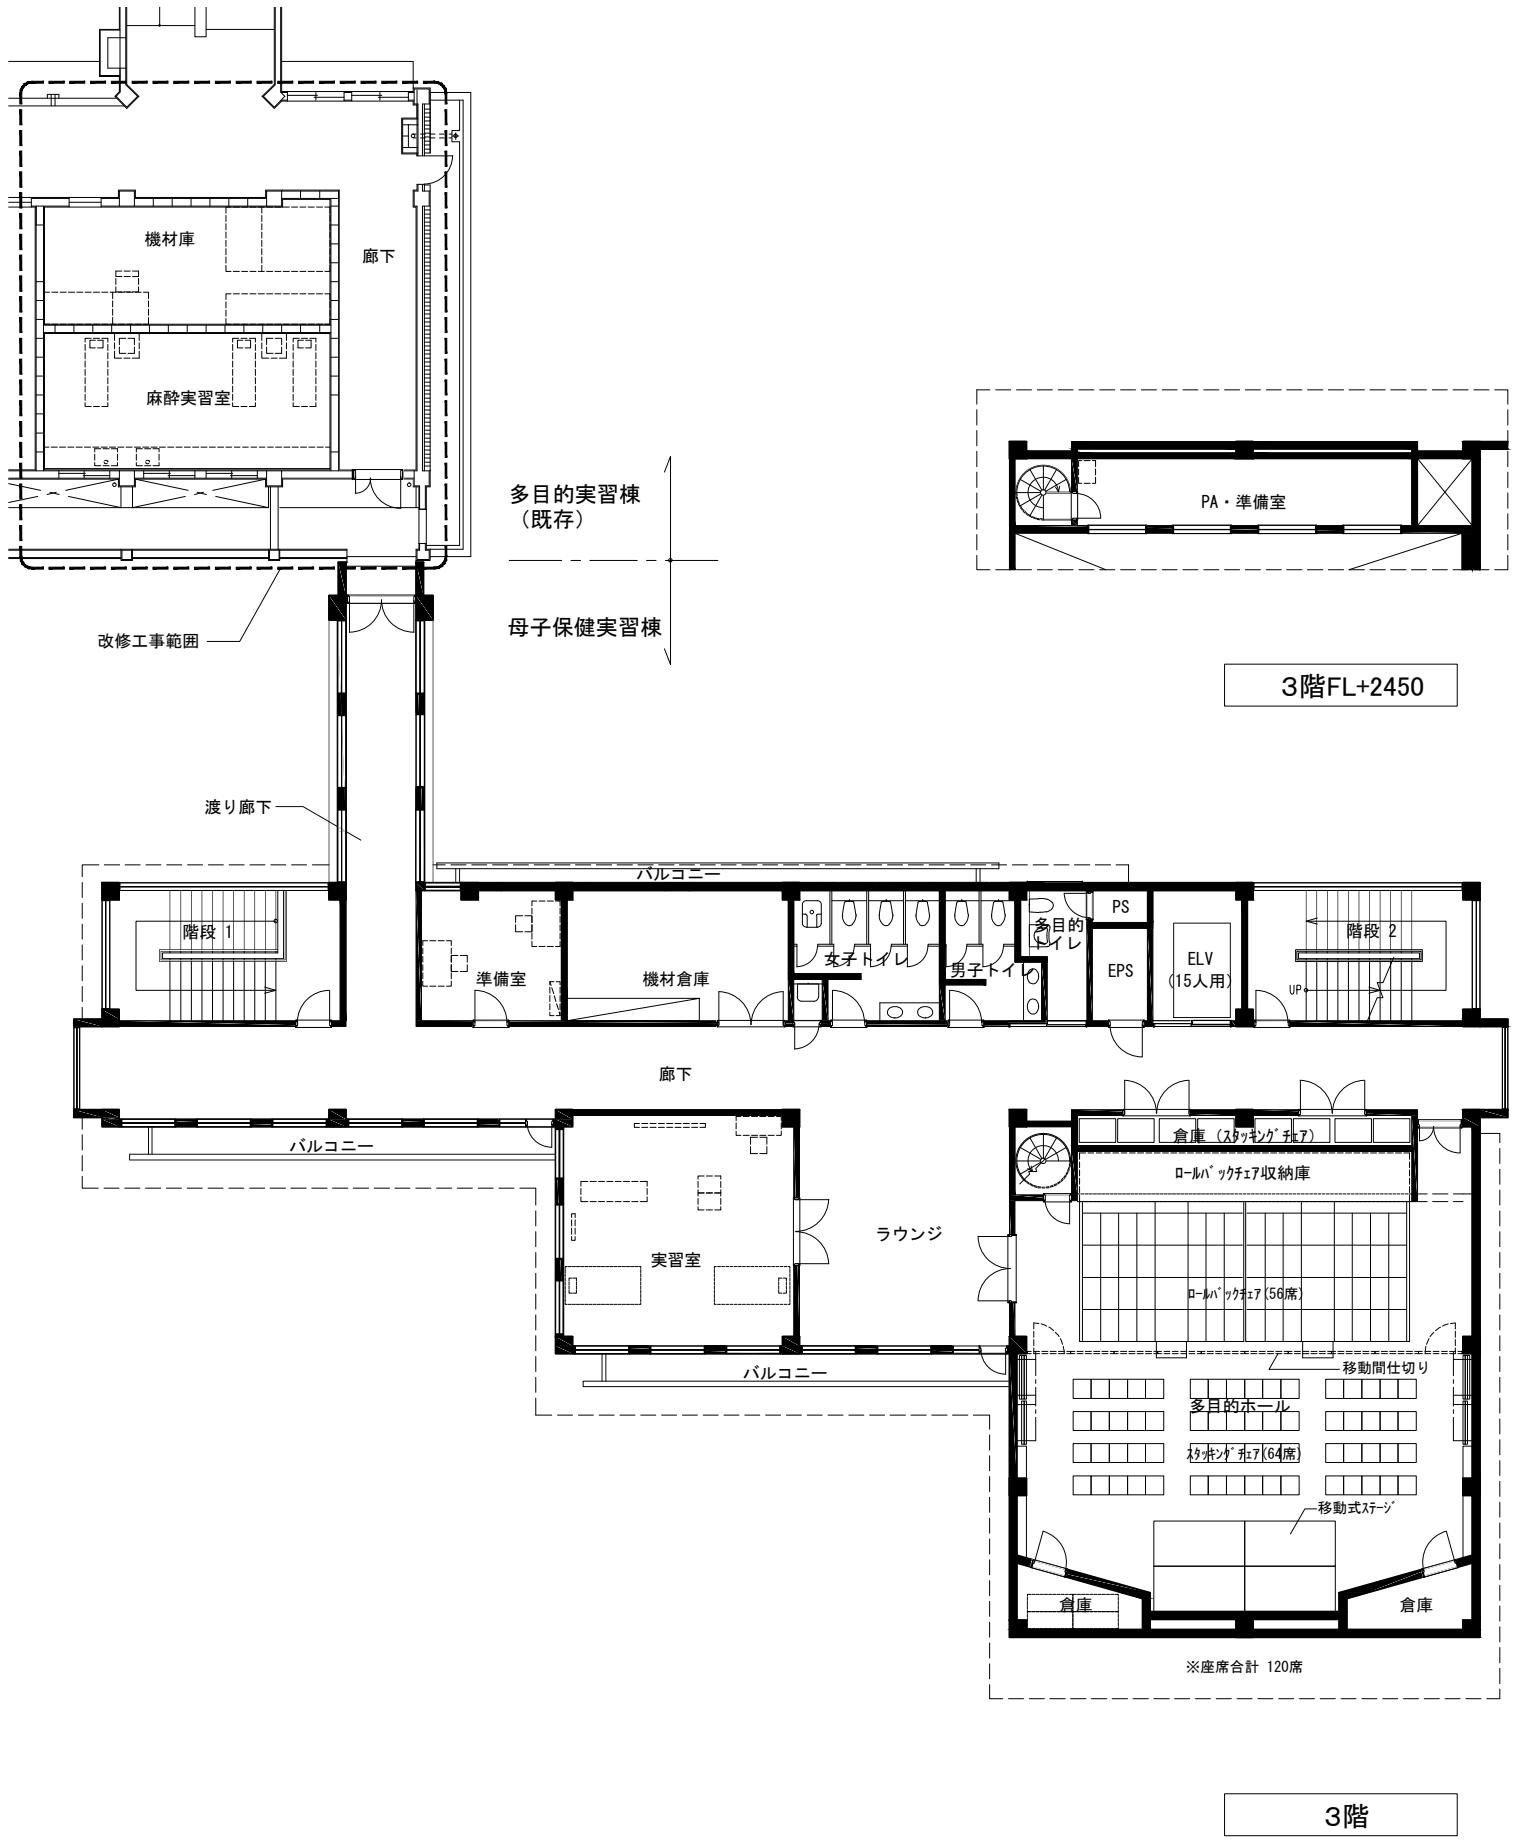 機材庫
廊下
麻酔実習室
多目的実習棟
（既存）
PA・準備室
母子保健実習棟
改修工事範囲
3階FL+2450
渡り廊下
バルコニー
階段 1
準備室
機材倉庫
女子トイレ
男子トイレ
多目的
トイレ
PS
EPS
ELV
(15人用)
階段 2
UP
廊下
バルコニー
倉庫 (ｽﾀｯｷﾝｸﾞﾁｪｱ)
ﾛｰﾙﾊﾞｯｸﾁｪｱ収納庫
ラウンジ
実習室
ﾛｰﾙﾊﾞｯｸﾁｪｱ(56席)
バルコニー
移動間仕切り
多目的ホール
ｽﾀｯｷﾝｸﾞﾁｪｱ(64席)
移動式ｽﾃｰｼﾞ
倉庫
倉庫
※座席合計 120席
3階